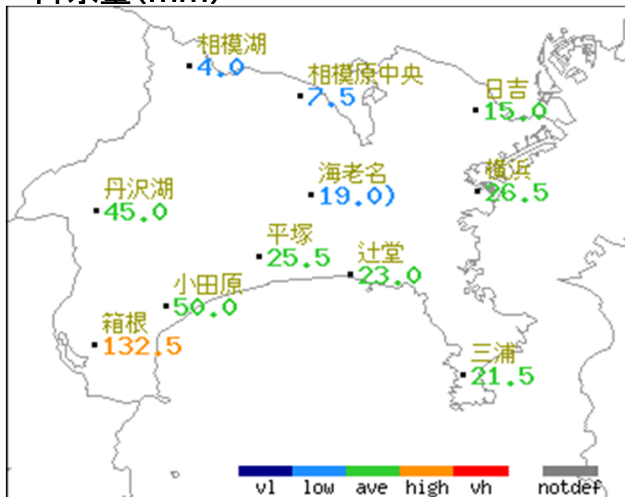 相模湖
4.0
相模原中央
7.5
日吉
15.0
海老名
19.0)
横浜
26.5
丹沢湖
45.0
平塚
25.5
辻堂
23.0
小田原
50.0
箱根
132.5
三浦
21.5
vl low ave high vh notdef